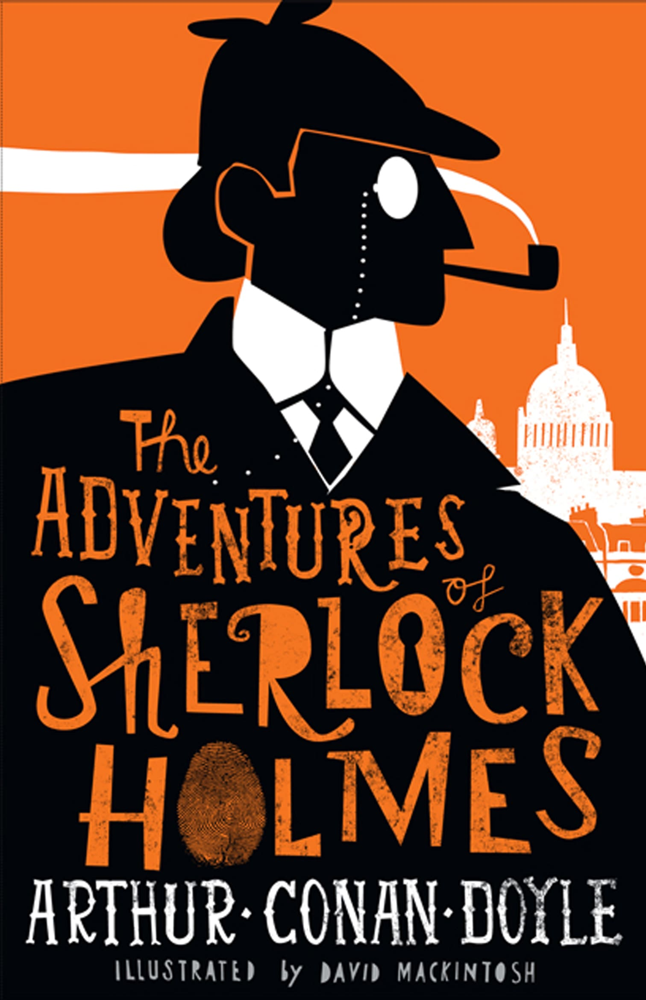 The
ADVENTURES
of
ShERLOCK
HOLMES
ARTHUR · CONAN · DOYLE
ILLUSTRATED by DAVID MACKINTOSH